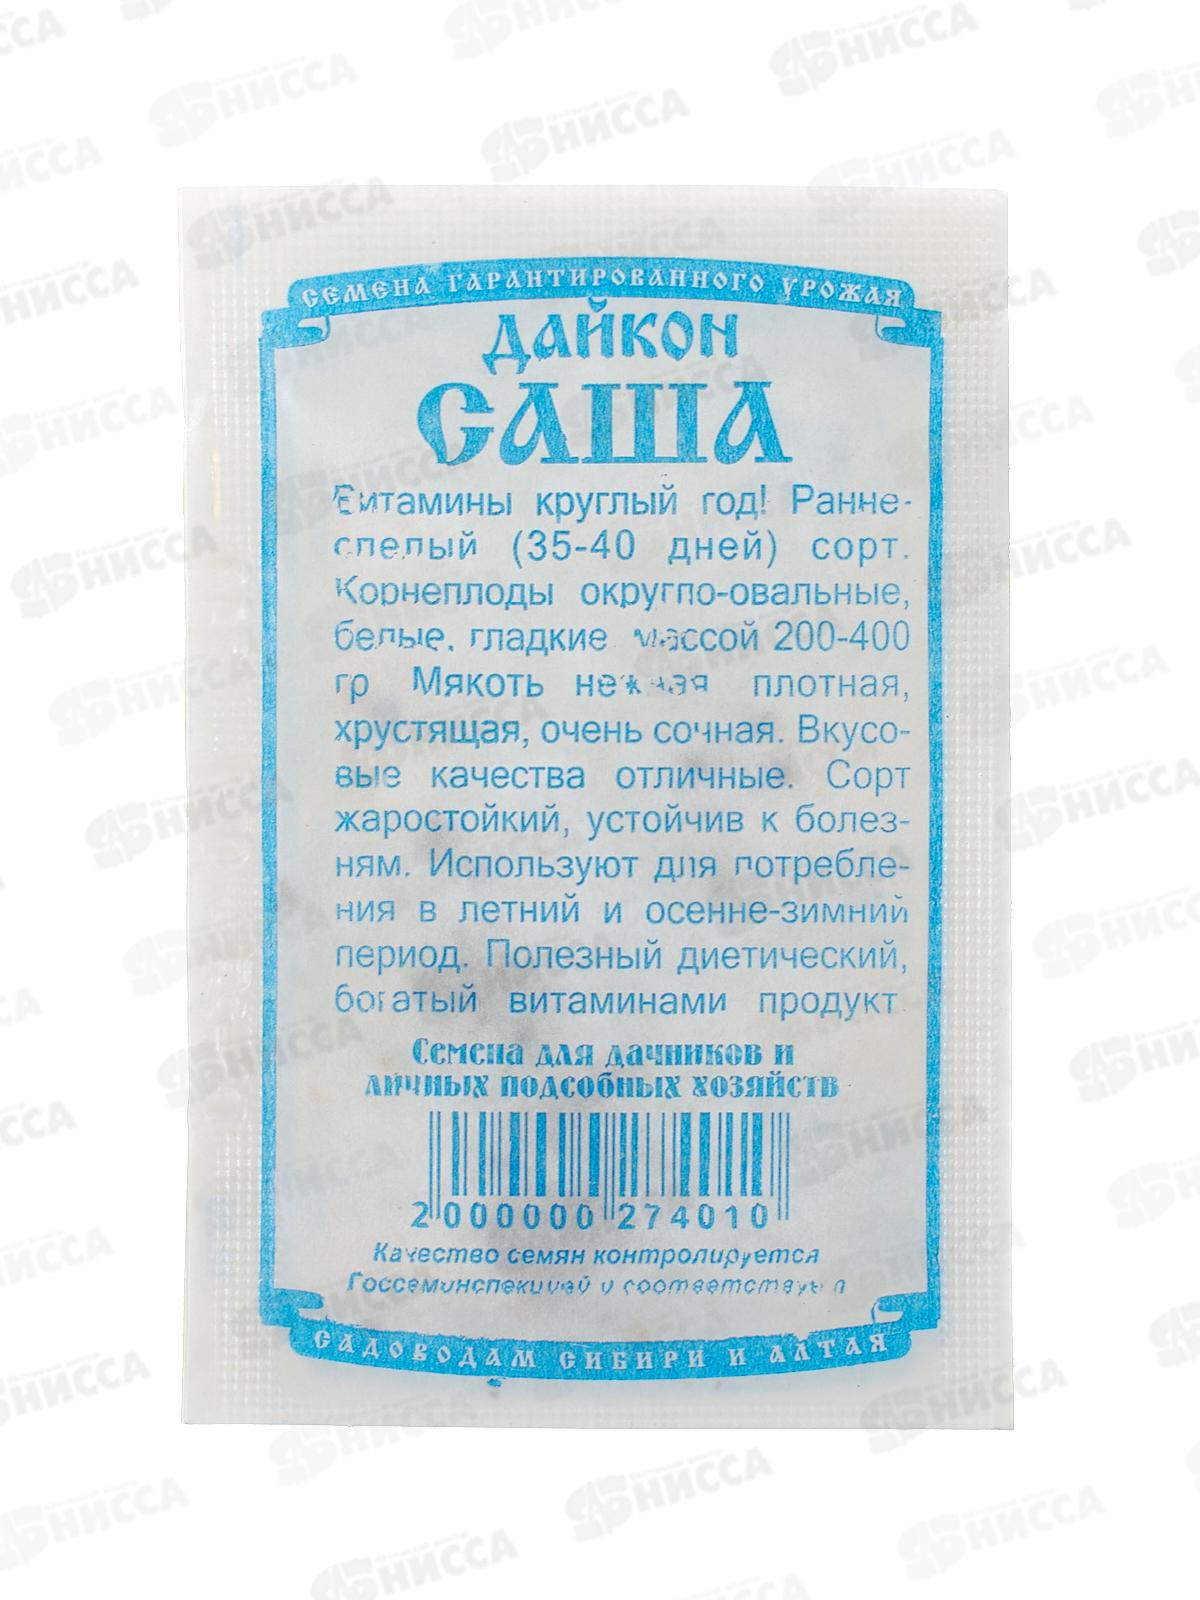 СЕМЕНА ГАРАНТИРОВАННОГО УРОЖАЯ
ДАЙКОН
САША
Витамины круглый год! Ранне-
спелый (35-40 дней) сорт.
Корнеплоды округло-овальные,
белые, гладкие массой 200-400
гр Мякоть нежная плотная,
хрустящая, очень сочная. Вкусо-
вые качества отличные. Сорт
жаростойкий, устойчив к болез-
ням. Используют для потребле-
ния в летний и осенне-зимний
период. Полезный диетический,
богатый витаминами продукт
Семена для дачников и
личных подсобных хозяйств
2 000000 274010
Качество семян контролируется
Госсеминспекцией и соответствует
САДОВОДАМ СИБИРИ И АЛТАЯ